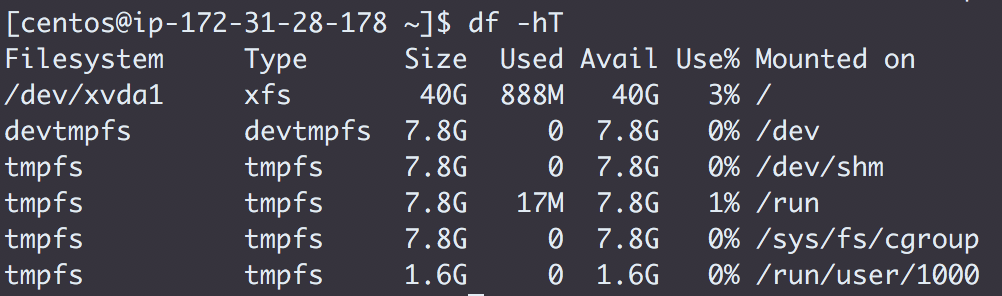 [centos@ip-172-31-28-178 ~]$ df -hT
Filesystem     Type      Size  Used Avail Use% Mounted on
/dev/xvda1     xfs        40G  888M   40G   3% /
devtmpfs       devtmpfs  7.8G     0  7.8G   0% /dev
tmpfs          tmpfs     7.8G     0  7.8G   0% /dev/shm
tmpfs          tmpfs     7.8G   17M  7.8G   1% /run
tmpfs          tmpfs     7.8G     0  7.8G   0% /sys/fs/cgroup
tmpfs          tmpfs     1.6G     0  1.6G   0% /run/user/1000